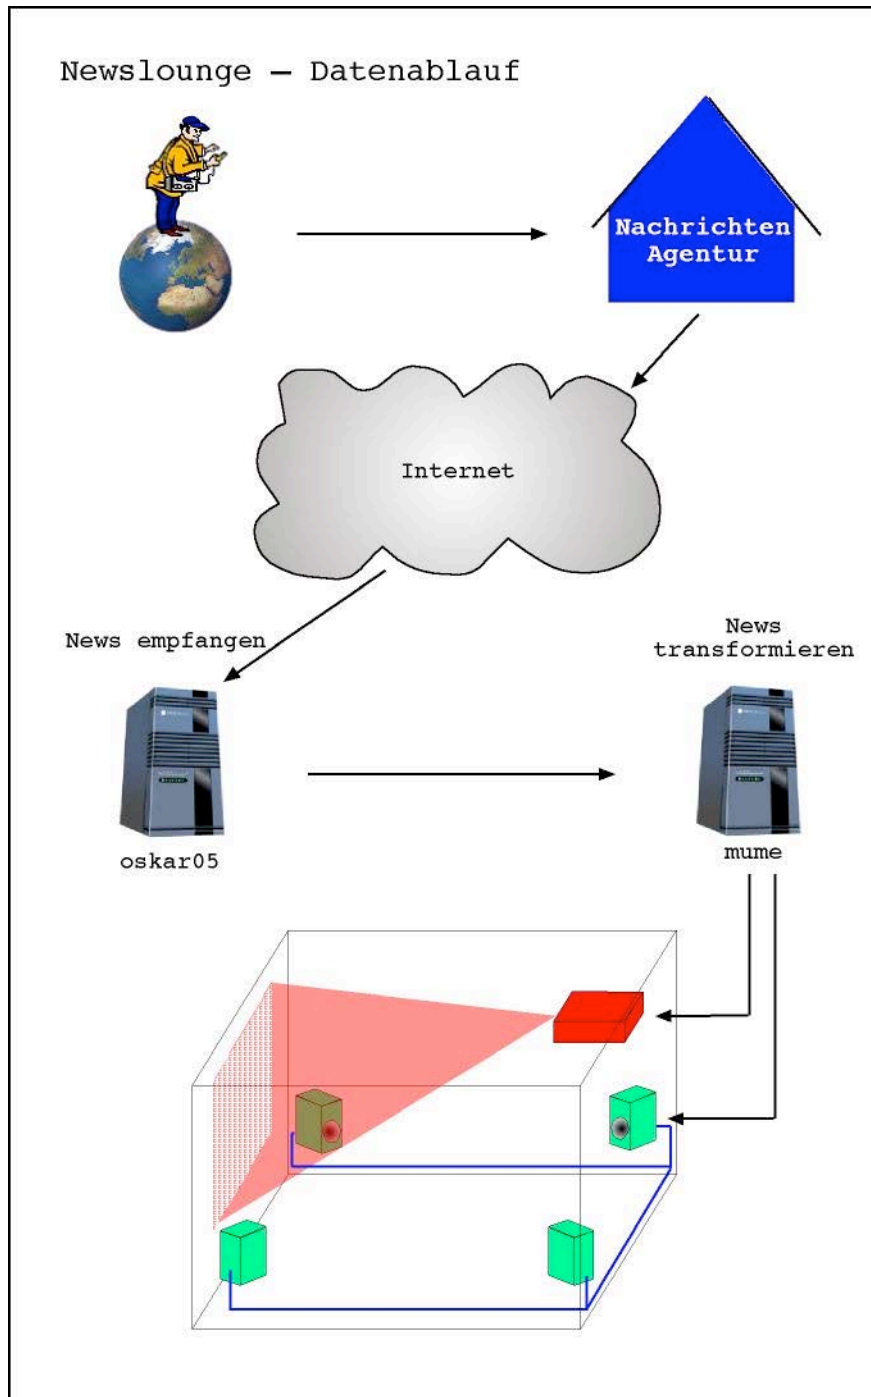 Newslounge – Datenablauf
Nachrichten
Agentur
Internet
News empfangen
News
transformieren
oskar05
mume